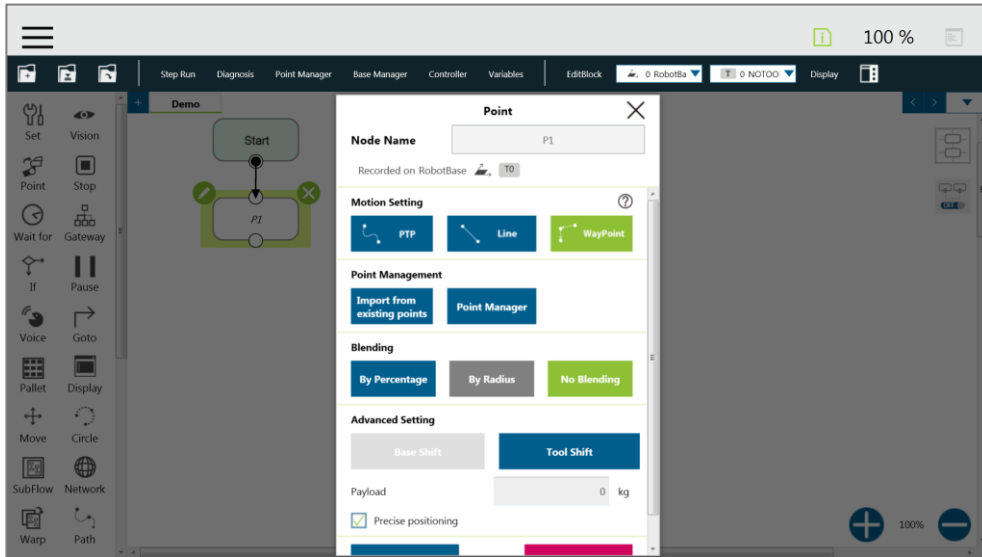 100 %
Step Run Diagnosis Point Manager Base Manager Controller Variables EditBlock 0 RobotBa T 0 NOTOO Display
+ Demo
Set Vision
Point Stop
Wait for Gateway
If Pause
Voice Goto
Pallet Display
Move Circle
SubFlow Network
Warp Path
Start
P1
Point
Node Name P1
Recorded on RobotBase T0
Motion Setting
PTP Line WayPoint
Point Management
Import from
existing points
Point Manager
Blending
By Percentage By Radius No Blending
Advanced Setting
Base Shift Tool Shift
Payload 0 kg
Precise positioning
OFF
100%